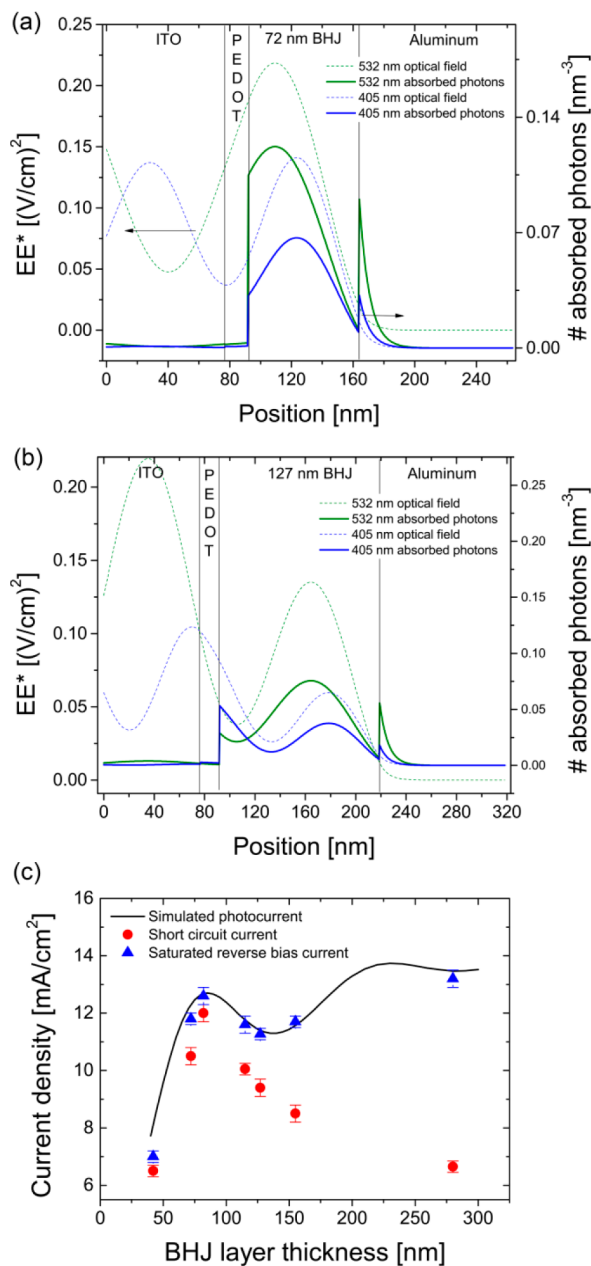 (a)
ITO
P
E
D
O
T
72 nm BHJ
Aluminum
532 nm optical field
532 nm absorbed photons
405 nm optical field
405 nm absorbed photons
0.25
0.20
0.15
0.10
0.05
0.00
EE* [(V/cm)²]
0.14
0.07
0.00
# absorbed photons [nm⁻³]
0 40 80 120 160 200 240
Position [nm]
(b)
ITO
P
E
D
O
T
127 nm BHJ
Aluminum
532 nm optical field
532 nm absorbed photons
405 nm optical field
405 nm absorbed photons
0.20
0.15
0.10
0.05
0.00
EE* [(V/cm)²]
0.25
0.20
0.15
0.10
0.05
0.00
# absorbed photons [nm⁻³]
0 40 80 120 160 200 240 280 320
Position [nm]
(c)
Simulated photocurrent
Short circuit current
Saturated reverse bias current
16
14
12
10
8
6
Current density [mA/cm²]
0 50 100 150 200 250 300
BHJ layer thickness [nm]